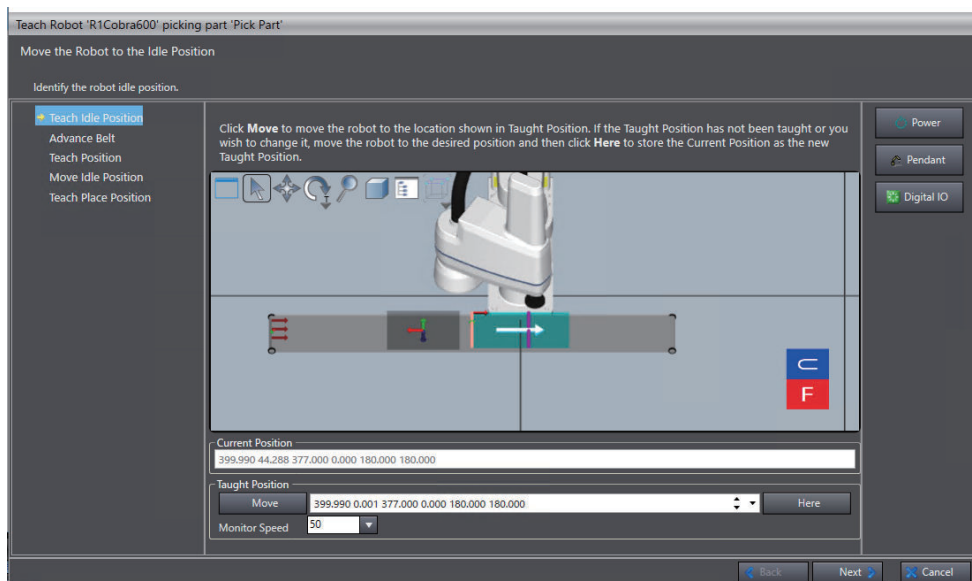 Teach Robot 'R1Cobra600' picking part 'Pick Part'
Move the Robot to the Idle Position
Identify the robot idle position.
Teach Idle Position
Advance Belt
Teach Position
Move Idle Position
Teach Place Position
Click Move to move the robot to the location shown in Taught Position. If the Taught Position has not been taught or you
wish to change it, move the robot to the desired position and then click Here to store the Current Position as the new
Taught Position.
Power
Pendant
Digital IO
F
Current Position
399.990 44.288 377.000 0.000 180.000 180.000
Taught Position
Move
399.990 0.001 377.000 0.000 180.000 180.000
Here
Monitor Speed
50
Back
Next
Cancel